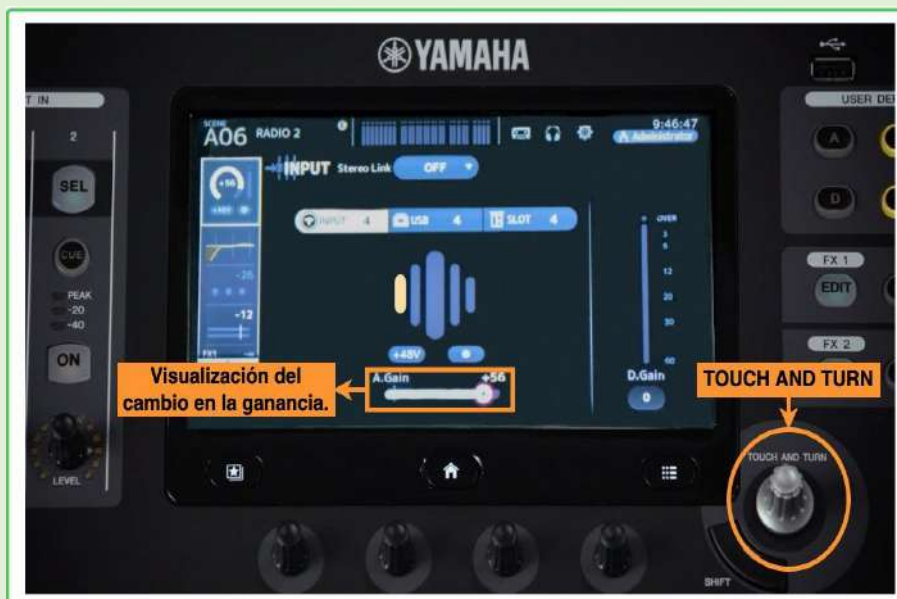 YAMAHA
T IN
USER DEF
SCENE
A06 RADIO 2
9:46:47
Administrator
2
SEL
+56
+48V
INPUT Stereo Link OFF
A
INPUT 4 USB 4 SLOT 4
OVER
3
6
12
20
30
60
D
CUE
-26
-12
FX1
PEAK
-20
-40
ON
FX 1
EDIT
FX 2
+48V
A.Gain +56
D.Gain
0
Visualización del
cambio en la ganancia.
TOUCH AND TURN
TOUCH AND TURN
LEVEL
SHIFT